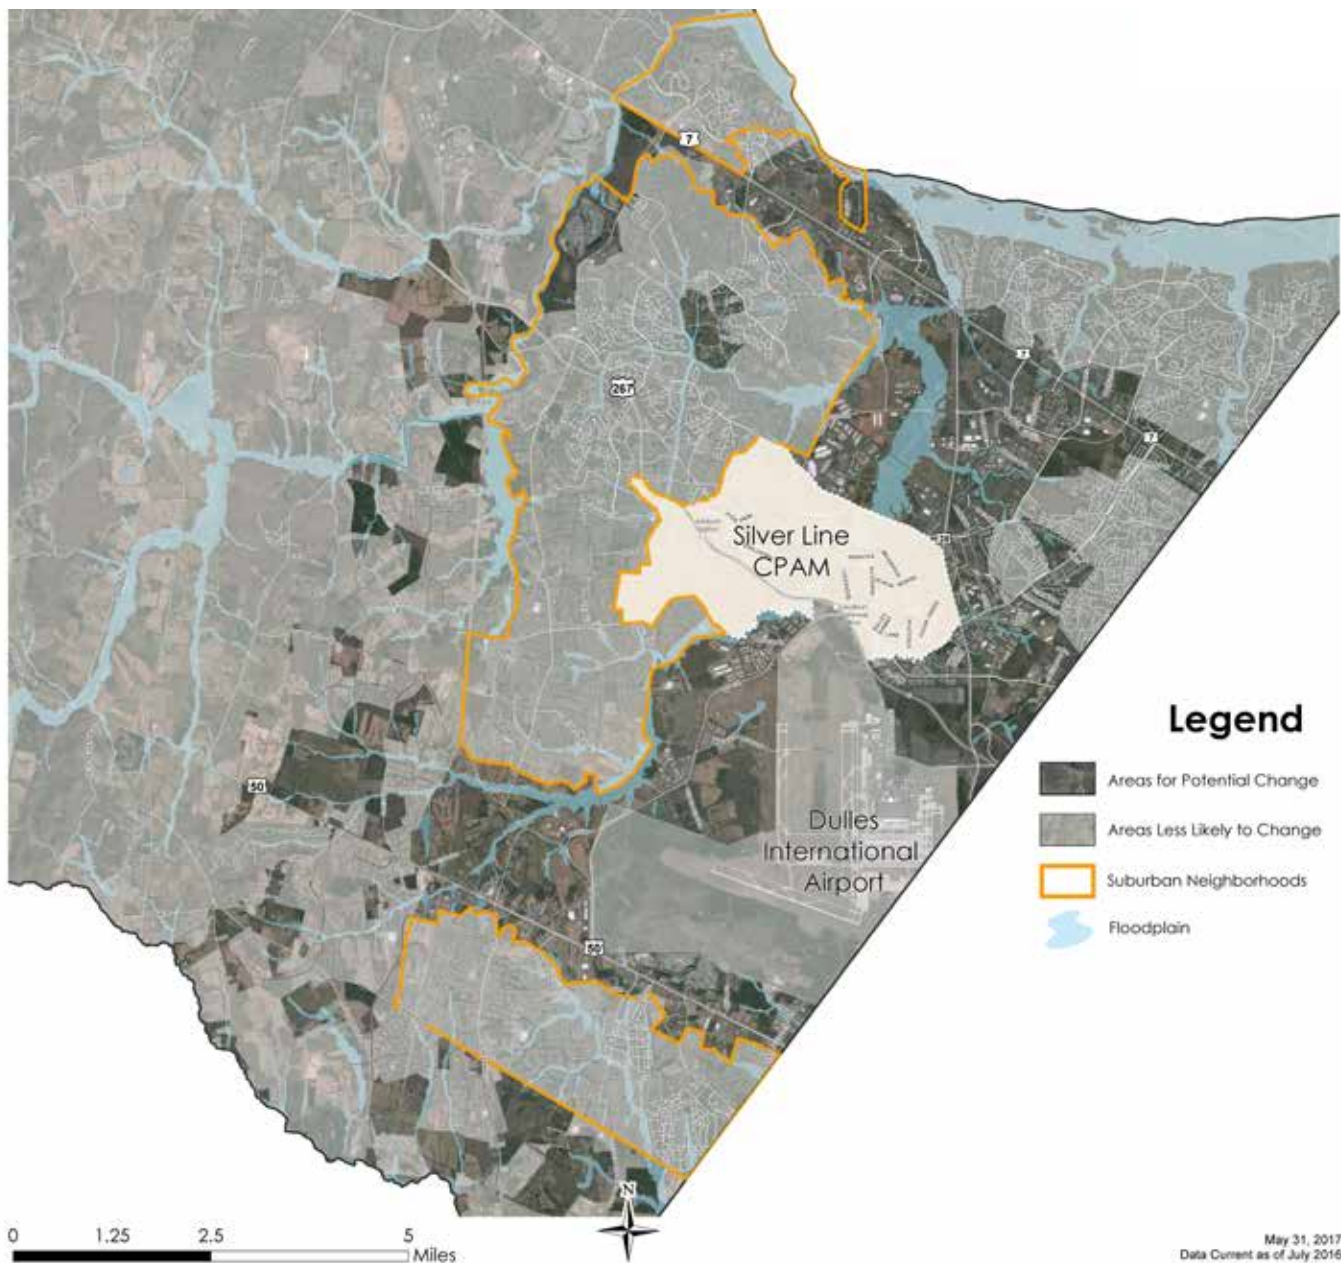 7
267
7
Silver Line
CPAM
7
28
50
Dulles
International
Airport
50
Legend
Areas for Potential Change
Areas Less Likely to Change
Suburban Neighborhoods
Floodplain
N
0 1.25 2.5 5
Miles
May 31, 2017
Data Current as of July 2016